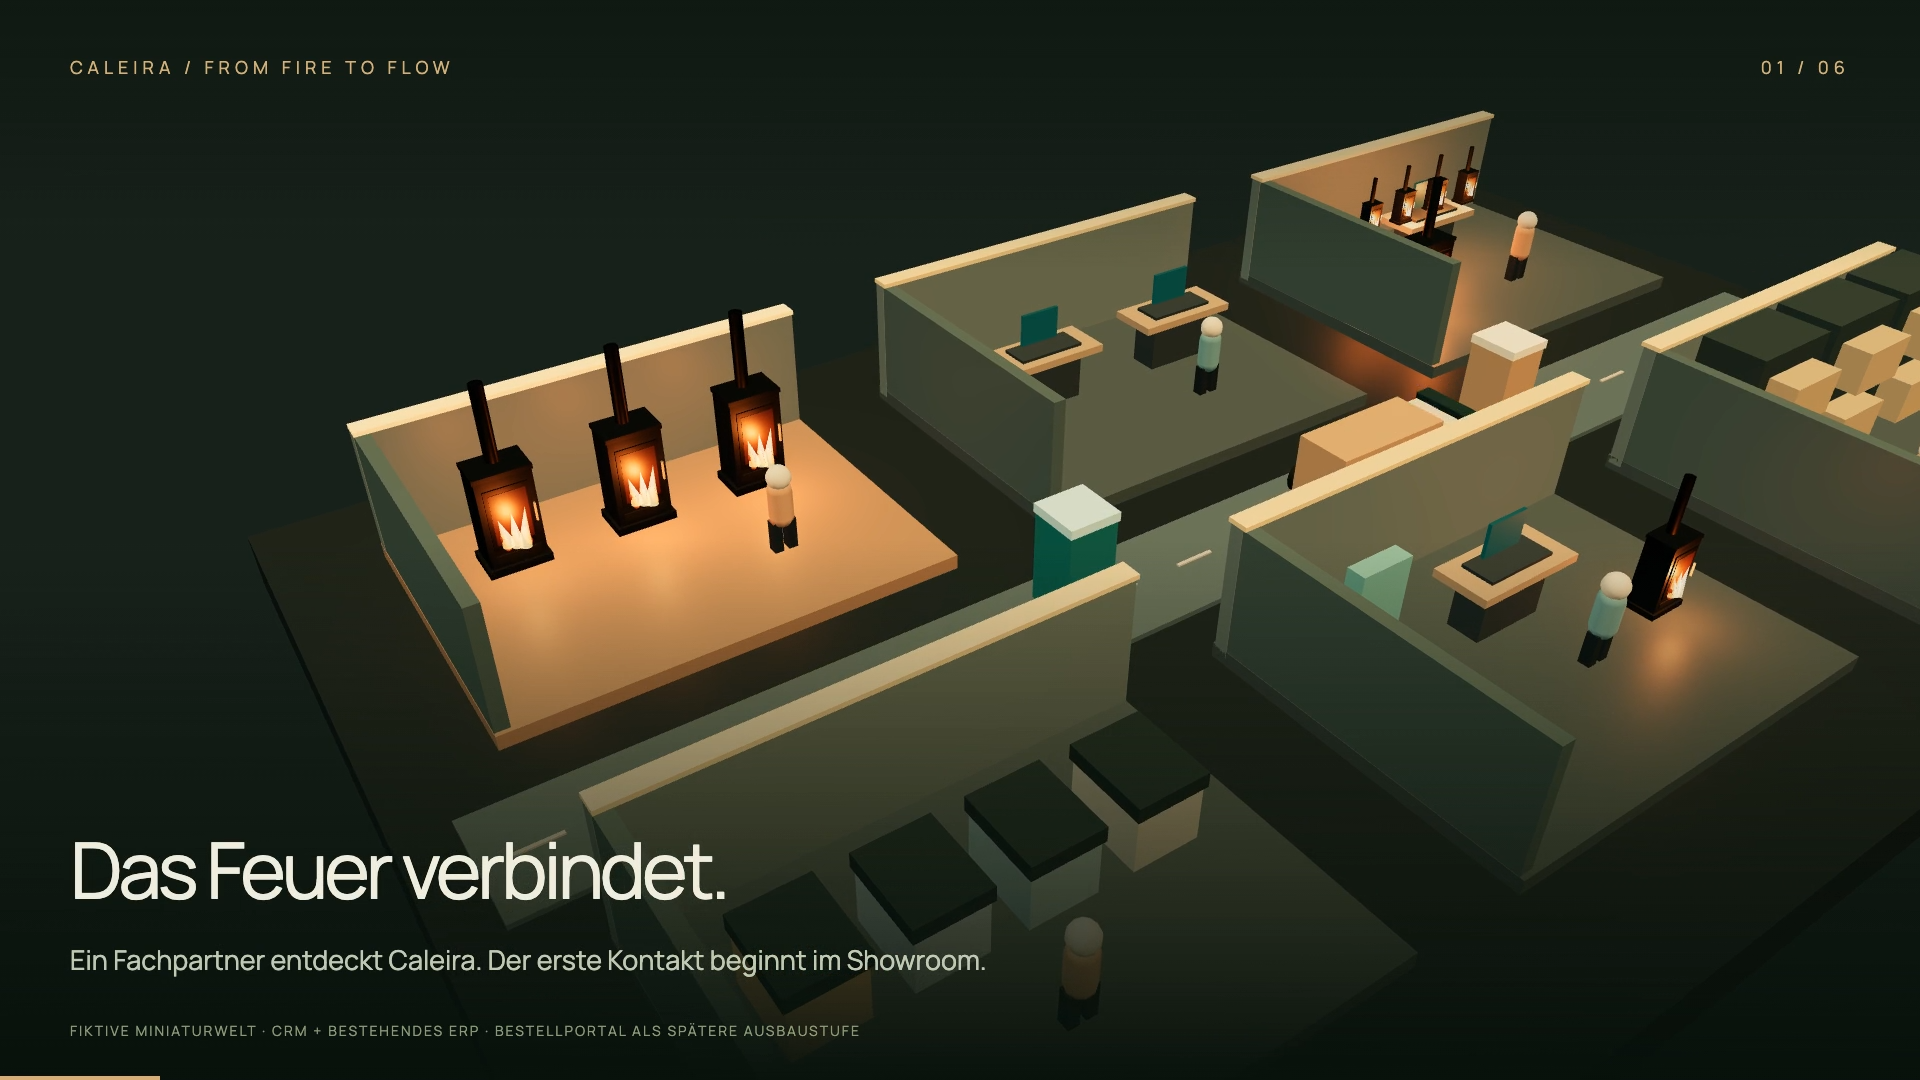 CALEIRA / FROM FIRE TO FLOW
01 / 06
Das Feuer verbindet.
Ein Fachpartner entdeckt Caleira. Der erste Kontakt beginnt im Showroom.
FIKTIVE MINIATURWELT · CRM + BESTEHENDES ERP · BESTELLPORTAL ALS SPÄTERE AUSBAUSTUFE